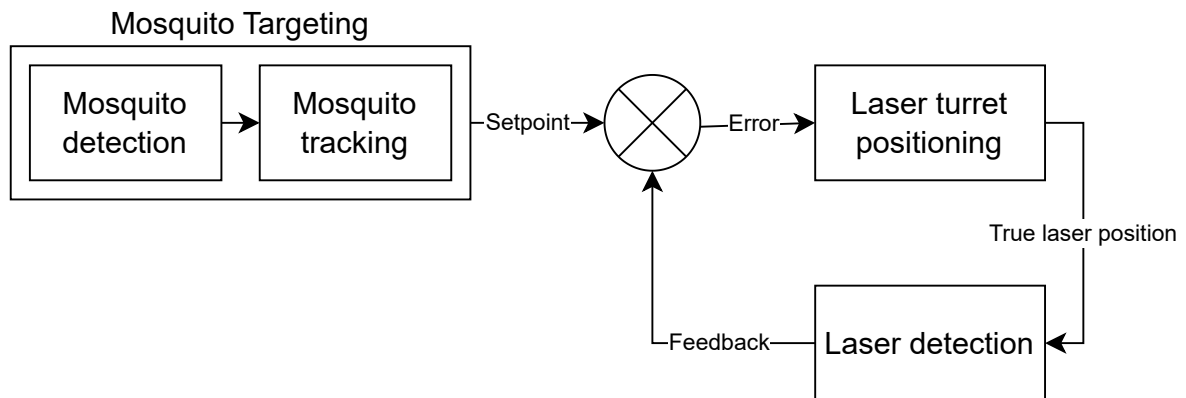 Mosquito Targeting
Mosquito
detection
Mosquito
tracking
Setpoint
Error
Laser turret
positioning
True laser position
Feedback
Laser detection